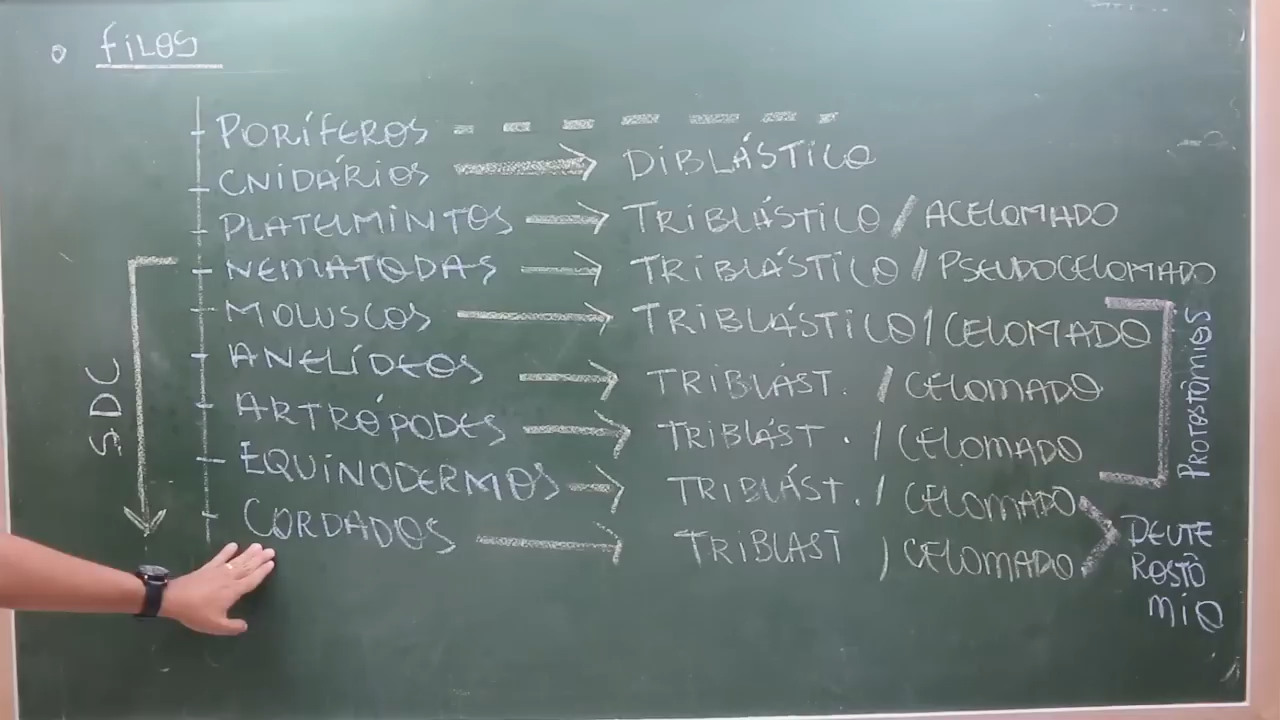 FILOS
PORÍFEROS
CNIDÁRIOS → DIBLÁSTICO
PLATELMINTOS → TRIBLÁSTICO / ACELOMADO
NEMATODAS → TRIBLÁSTICO / PSEUDOCELOMADO
MOLUSCOS → TRIBLÁSTICO / CELOMADO
ANELÍDEOS → TRIBLÁST. / CELOMADO
ARTRÓPODES → TRIBLÁST. / CELOMADO
EQUINODERMOS → TRIBLÁST. / CELOMADO
CORDADOS → TRIBLAST / CELOMADO
SDC
PROTOSTÔMIOS
DEUTE
ROSTÔ
MIO